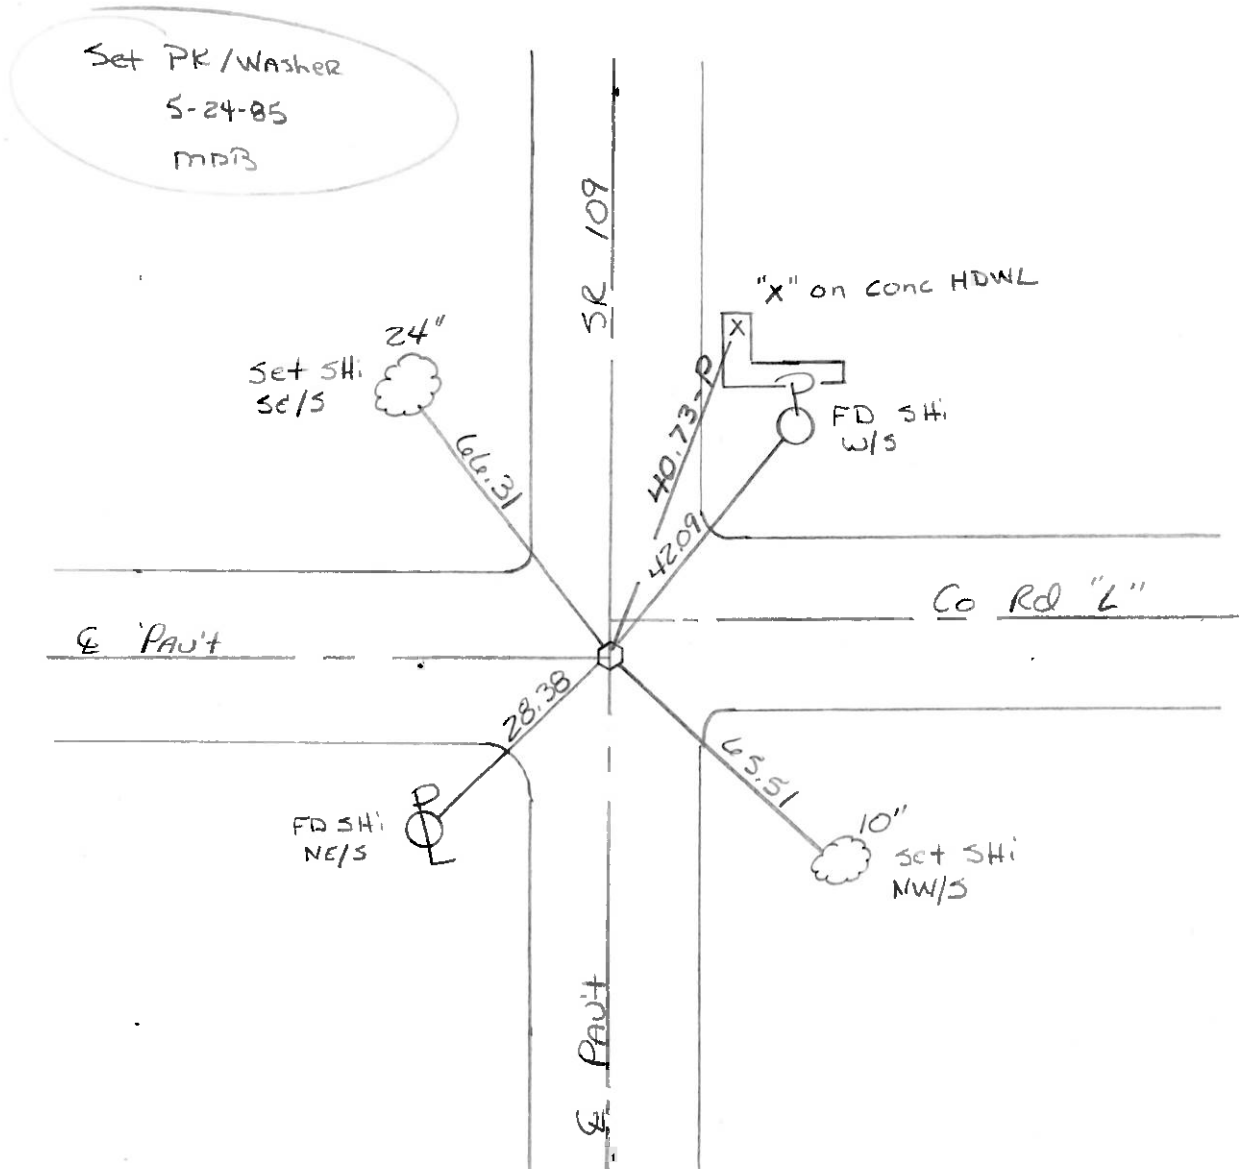 Set PK/Washer
5-24-85
MDB
SR 109
"X" on conc HDWL
X
24"
Set SHi
SE/S
66.31
40.73-P
P
FD SHi
W/S
42.09
Co Rd "L"
℄ Pav't
28.38
65.51
P
L
FD SHi
NE/S
10"
Set SHi
NW/S
℄ Pav't